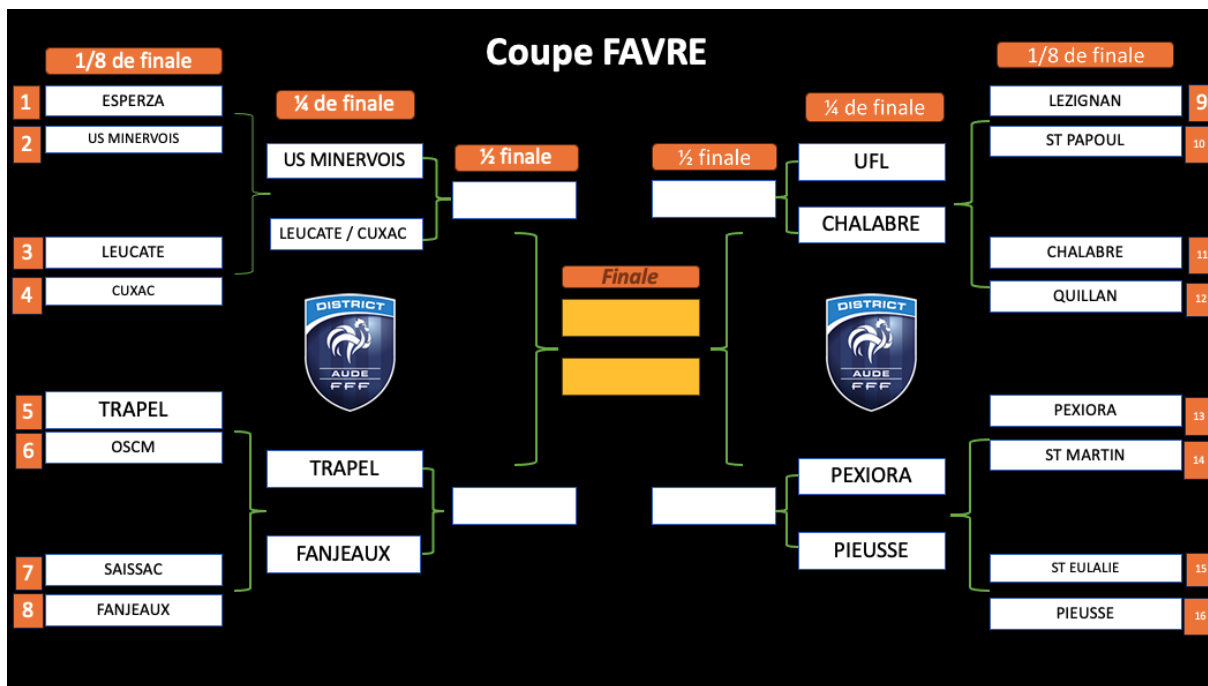 Coupe FAVRE
1/8 de finale
1 ESPERZA
2 US MINERVOIS
3 LEUCATE
4 CUXAC
5 TRAPEL
6 OSCM
7 SAISSAC
8 FANJEAUX
¼ de finale
US MINERVOIS
LEUCATE / CUXAC
TRAPEL
FANJEAUX
½ finale
Finale
½ finale
¼ de finale
UFL
CHALABRE
PEXIORA
PIEUSSE
1/8 de finale
LEZIGNAN 9
ST PAPOUL 10
CHALABRE 11
QUILLAN 12
PEXIORA 13
ST MARTIN 14
ST EULALIE 15
PIEUSSE 16
DISTRICT
AUDE
FFF
DISTRICT
AUDE
FFF